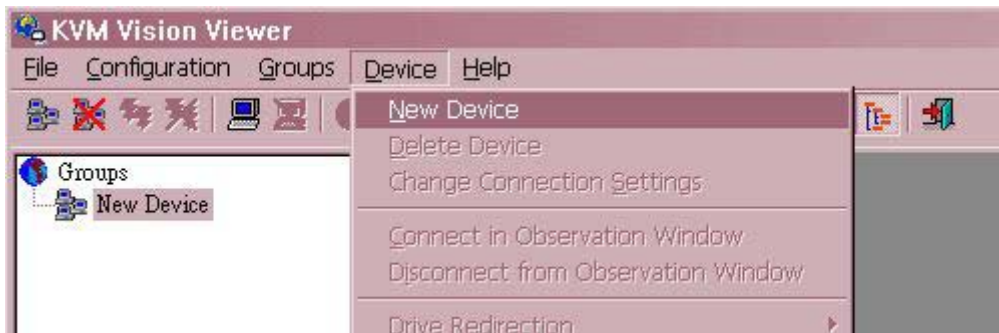 KVM Vision Viewer
File Configuration Groups Device Help
New Device
Delete Device
Change Connection Settings
Connect in Observation Window
Disconnect from Observation Window
Drive Redirection
Groups
New Device